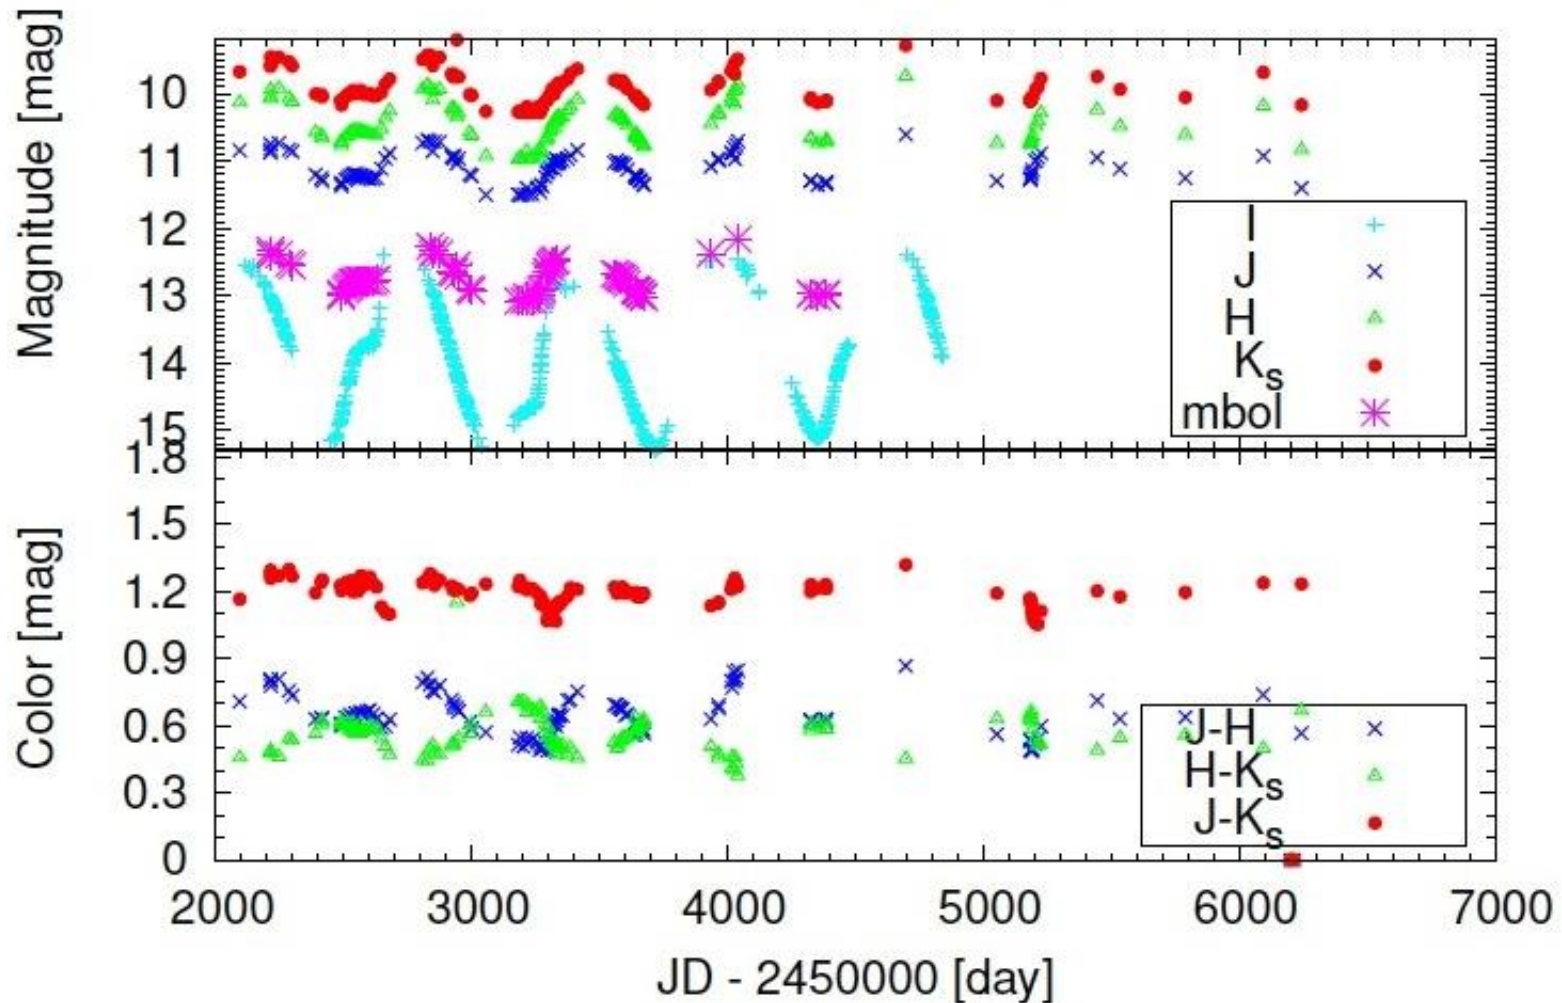 Magnitude [mag]
10
11
12
13
14
15
I
J
H
Ks
mbol
Color [mag]
1.8
1.5
1.2
0.9
0.6
0.3
0
J-H
H-Ks
J-Ks
2000 3000 4000 5000 6000 7000
JD - 2450000 [day]